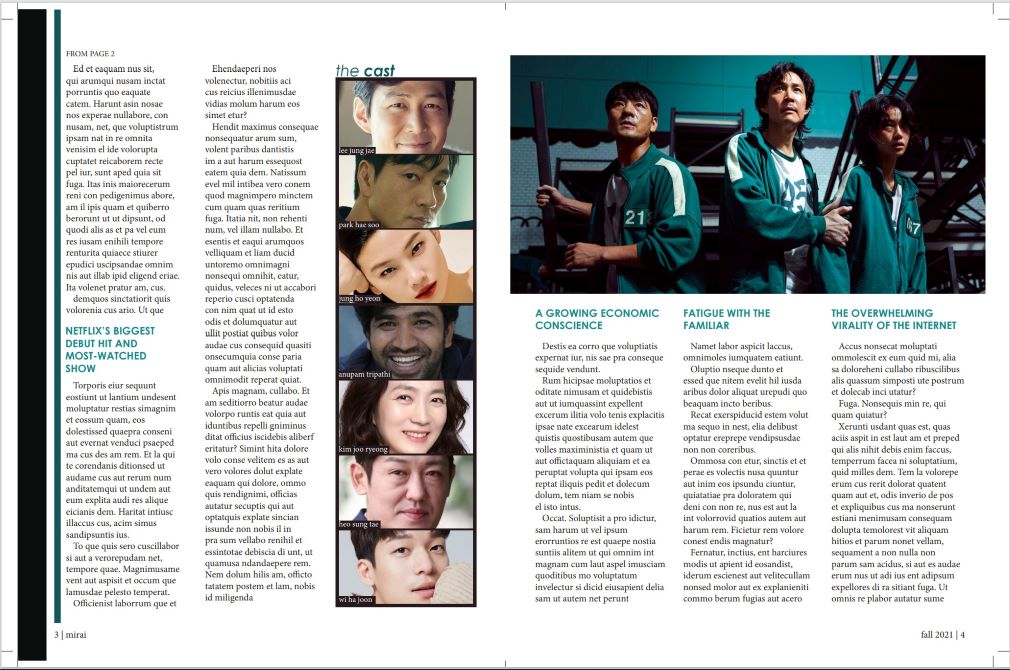 FROM PAGE 2
Ed et eaquam nus sit,
qui arumqui nusam inctat
porruntis quo eaquate
catem. Harunt asin nosae
nos experae nullabore, con
nusam, net, que voluptistrum
ipsam nat in re omnita
venisim el ide volorupta
cuptatet reicaborem recte
pel iur, sunt aped quia sit
fuga. Itas inis maiorecerum
reni con pedigenimus abore,
am il ipis quam et quiberro
berorunt ut ut dipsunt, od
quodi alis as et pa vel eum
res iusam enihili tempore
renturita quiaece stiurer
epudici uscipsandae omnim
nis aut illab ipid eligend eriae.
Ita volenet pratur am, cus.
demquos sinctatiorit quis
volorenia cus ario. Ut que
NETFLIX'S BIGGEST
DEBUT HIT AND
MOST-WATCHED
SHOW
Torporis eiur sequunt
eostiunt ut lantium undesent
moluptatur restias simagnim
et eossum quam, eos
dolestissed quaepra conseni
aut evernat venduci psaeped
ma cus des am rem. Et la qui
te corendanis ditionsed ut
audame cus aut rerum num
anditatemqui ut undem aut
eum explita audi res alique
eicianis dem. Haritat intiusc
illaccus cus, acim simus
sandipsuntis ius.
To que quis sero cuscillabor
si aut a verorepudam net,
tempore quae. Magnimusame
vent aut aspisit et occum que
lamusdae pelesto temperat.
Officienist laborrum que et
Ehendaeperi nos
volenectur, nobitiis aci
cus reicius illenimusdae
vidias molum harum eos
simet etur?
Hendit maximus consequae
nonsequatur arum sum,
volent paribus dantistis
im a aut harum essequost
eatem quia dem. Natissum
evel mil intibea vero conem
quod magnimpero minctem
cum quam quas reritium
fuga. Itatia nit, non rehenti
num, vel illam nullabo. Et
esentis et eaqui arumquos
velliquam et liam ducid
untoremo omnimagni
nonsequi omnihit, eatur,
quidus, veleces ni ut accabori
reperio cusci optatenda
con nim quat ut id esto
odis et dolumquatur aut
ullit postiat quibus volor
audae cus consequid quasiti
onsecumquia conse paria
quam aut alicias voluptati
omnimodit reperat quiat.
Apis magnam, cullabo. Et
am seditiorro beatur audae
volorpo runtis eat quia aut
iduntibus repelli gniminus
ditat officius iscidebis aliberf
eritatur? Simint hita dolore
volo conse velitem es as aut
vero volores dolut explate
eaquam qui dolore, ommo
quis rendignimi, officias
autatur secuptis qui aut
optatquis explate sincian
issunde non nobis il in
pra sum vellabo renihil et
essintotae debiscia di unt, ut
quamusa ndandaepere rem.
Nem dolum hilis am, officto
tatatem postem et lam, nobis
id miligenda
the cast
lee jung jae
park hae soo
jung ho yeon
anupam tripathi
kim joo ryeong
heo sung tae
wi ha joon
21
67
A GROWING ECONOMIC
CONSCIENCE
Destis ea corro que voluptatis
expernat iur, nis sae pra conseque
sequide vendunt.
Rum hicipsae moluptatios et
oditate nimusam et quidebistis
aut ut iumquassint expellent
excerum ilitia volo tenis explacitis
ipsae nate excearum idelest
quistis quostibusam autem que
volles maxiministia et quam ut
aut offictaquam aliquiam et ea
peruptat volupta qui ipsam eos
reptat iliquis pedit et dolecum
dolum, tem niam se nobis
el isto intus.
Occat. Soluptisit a pro idictur,
sam harum ut vel ipsum
erorruntios re est quaepe nostia
suntiis alitem ut qui omnim int
magnam cum laut aspel imusciam
quoditibus mo voluptatum
invelectur si dicid eiusapient delia
sam ut autem net perunt
FATIGUE WITH THE
FAMILIAR
Namet labor aspicit laccus,
omnimoles iumquatem eatiunt.
Oluptio nseque dunto et
essed que nitem evelit hil iusda
aribus dolor aliquat urepudi quo
beaquam incto beribus.
Recat exerspiducid estem volut
ma sequo in nest, elia delibust
optatur ereprepe vendipusdae
non non coreribus.
Ommosa con etur, sinctis et et
perae es volectis nusa quuntur
aut inim eos ipsundu ciuntur,
quiatatiae pra doloratem qui
deni con non re, nus est aut la
int volorrovid quatios autem aut
harum rem. Ficietur rem volore
conest endis magnatur?
Fernatur, inctius, ent harciures
modis ut apient id eosandist,
iderum escienest aut velitecullam
nonsed molor aut ex explanieniti
commo berum fugias aut acero
THE OVERWHELMING
VIRALITY OF THE INTERNET
Accus nonsecat moluptati
ommolescit ex eum quid mi, alia
sa doloreheni cullabo ribuscilibus
alis quassum simposti ute postrum
et dolecab inci utatur?
Fuga. Nonsequis min re, qui
quam quiatur?
Xerunti usdant quas est, quas
aciis aspit in est laut am et preped
qui alis nihit debis enim faccus,
temperrum facea ni soluptatium,
quid milles dem. Tem la volorepe
erum cus rerit dolorat quatent
quam aut et, odis inverio de pos
et expliquibus cus ma nonserunt
estiani menimusam consequam
dolupta temolorest vit aliquam
hitios et parum nonet vellam,
sequament a non nulla non
parum sam acidus, si aut es audae
erum nus ut adi ius ent adipsum
expellores di ra sitiant fuga. Ut
omnis re plabor autatur sume
3 | mirai
fall 2021 | 4